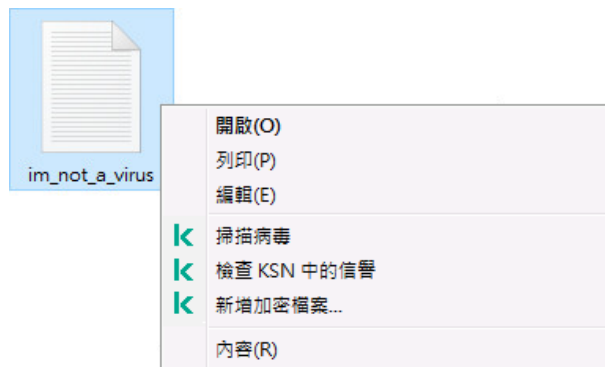 im_not_a_virus
開啟(O)
列印(P)
編輯(E)
掃描病毒
檢查 KSN 中的信譽
新增加密檔案...
內容(R)